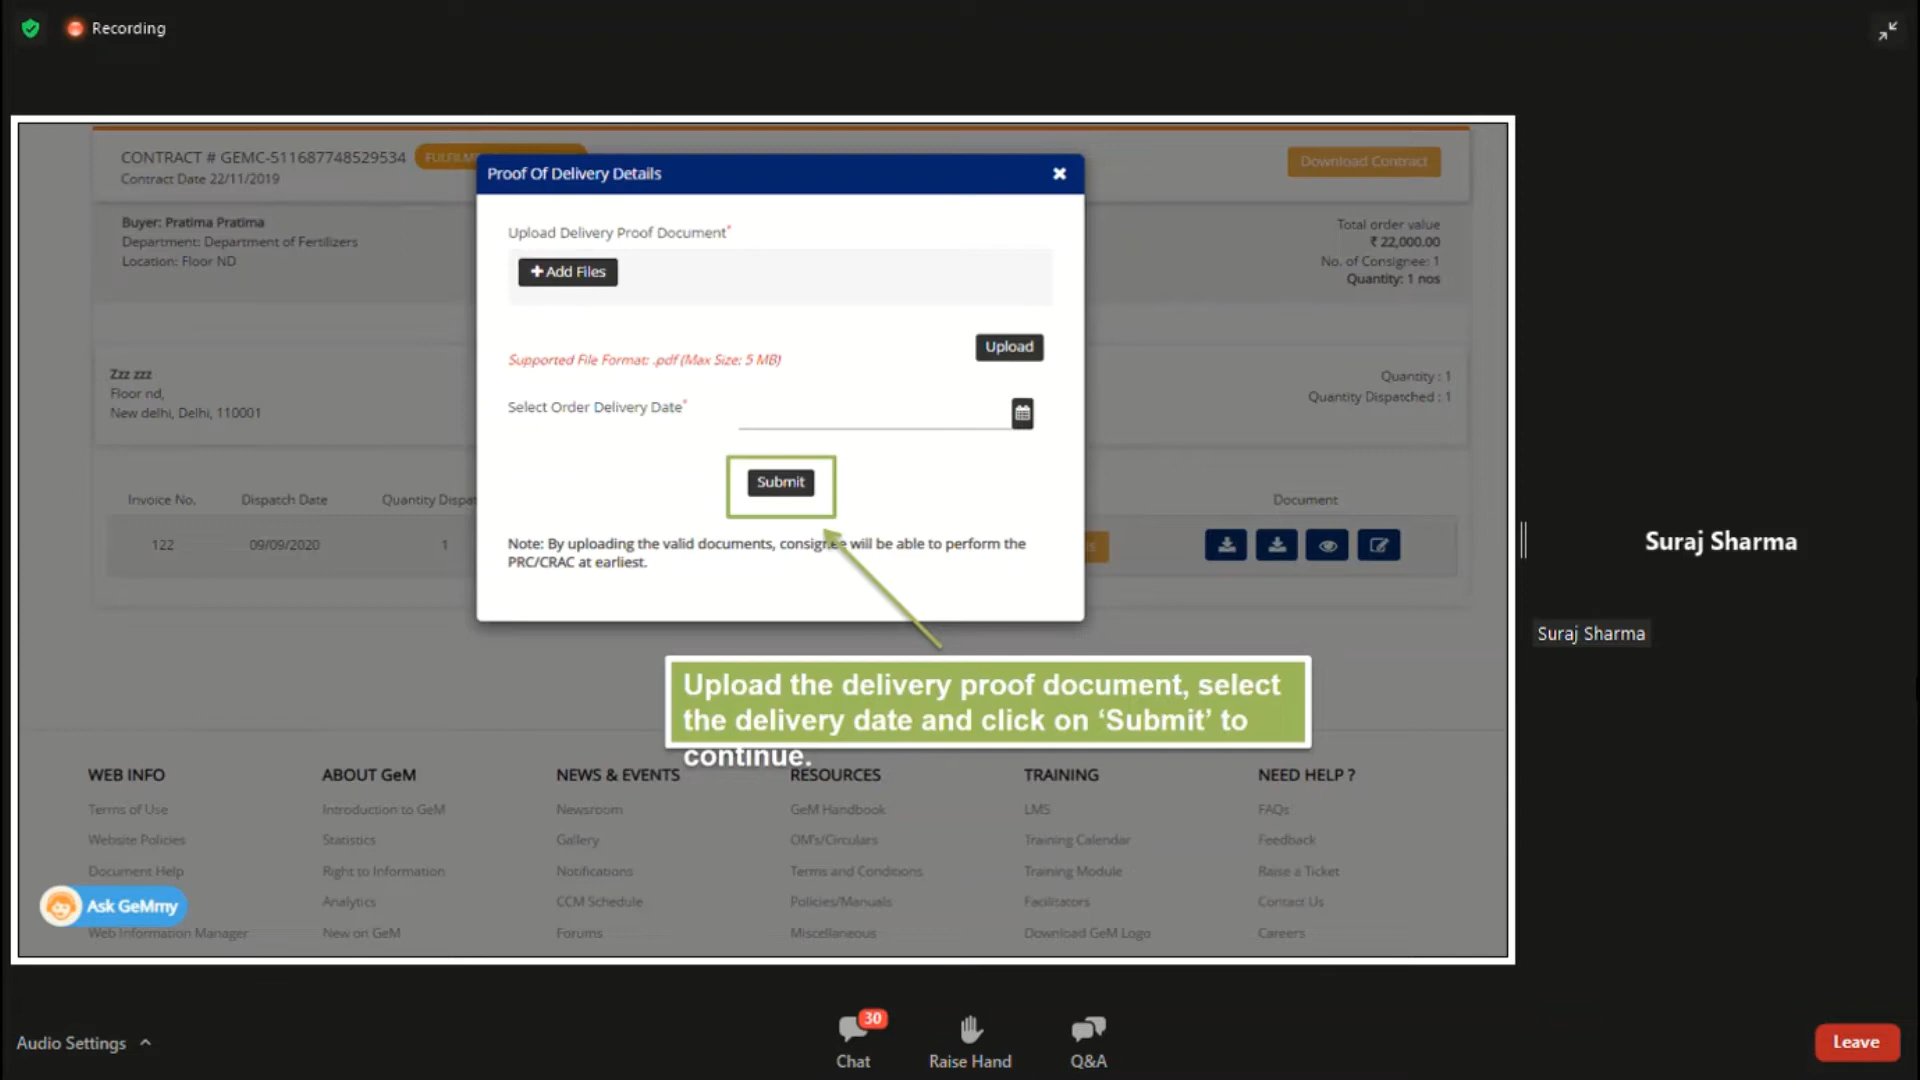 Recording
CONTRACT # GEMC-511687748529534
Contract Date 22/11/2019
Download Contract
Buyer: Pratima Pratima
Department: Department of Fertilizers
Location: Floor ND
Total order value
₹ 22,000.00
No. of Consignee: 1
Quantity: 1 nos
Proof Of Delivery Details
Upload Delivery Proof Document*
Add Files
Upload
Supported File Format: .pdf (Max Size: 5 MB)
Select Order Delivery Date*
Submit
Note: By uploading the valid documents, consignee will be able to perform the
PRC/CRAC at earliest.
Zzz zzz
Floor nd,
New delhi, Delhi, 110001
Quantity : 1
Quantity Dispatched : 1
Invoice No. Dispatch Date Quantity Document
122 09/09/2020 1
Suraj Sharma
Suraj Sharma
Upload the delivery proof document, select
the delivery date and click on ‘Submit’ to
continue.
WEB INFO
Terms of Use
Website Policies
Document Help
Web Information Manager
ABOUT GeM
Introduction to GeM
Statistics
Right to Information
Analytics
New on GeM
NEWS & EVENTS
Newsroom
Gallery
Notifications
CCM Schedule
Forums
RESOURCES
GeM Handbook
OM's/Circulars
Terms and Conditions
Policies/Manuals
Miscellaneous
TRAINING
LMS
Training Calendar
Training Module
Facilitators
Download GeM Logo
NEED HELP ?
FAQs
Feedback
Raise a Ticket
Contact Us
Careers
Ask GeMmy
Audio Settings
30
Chat
Raise Hand
Q&A
Leave